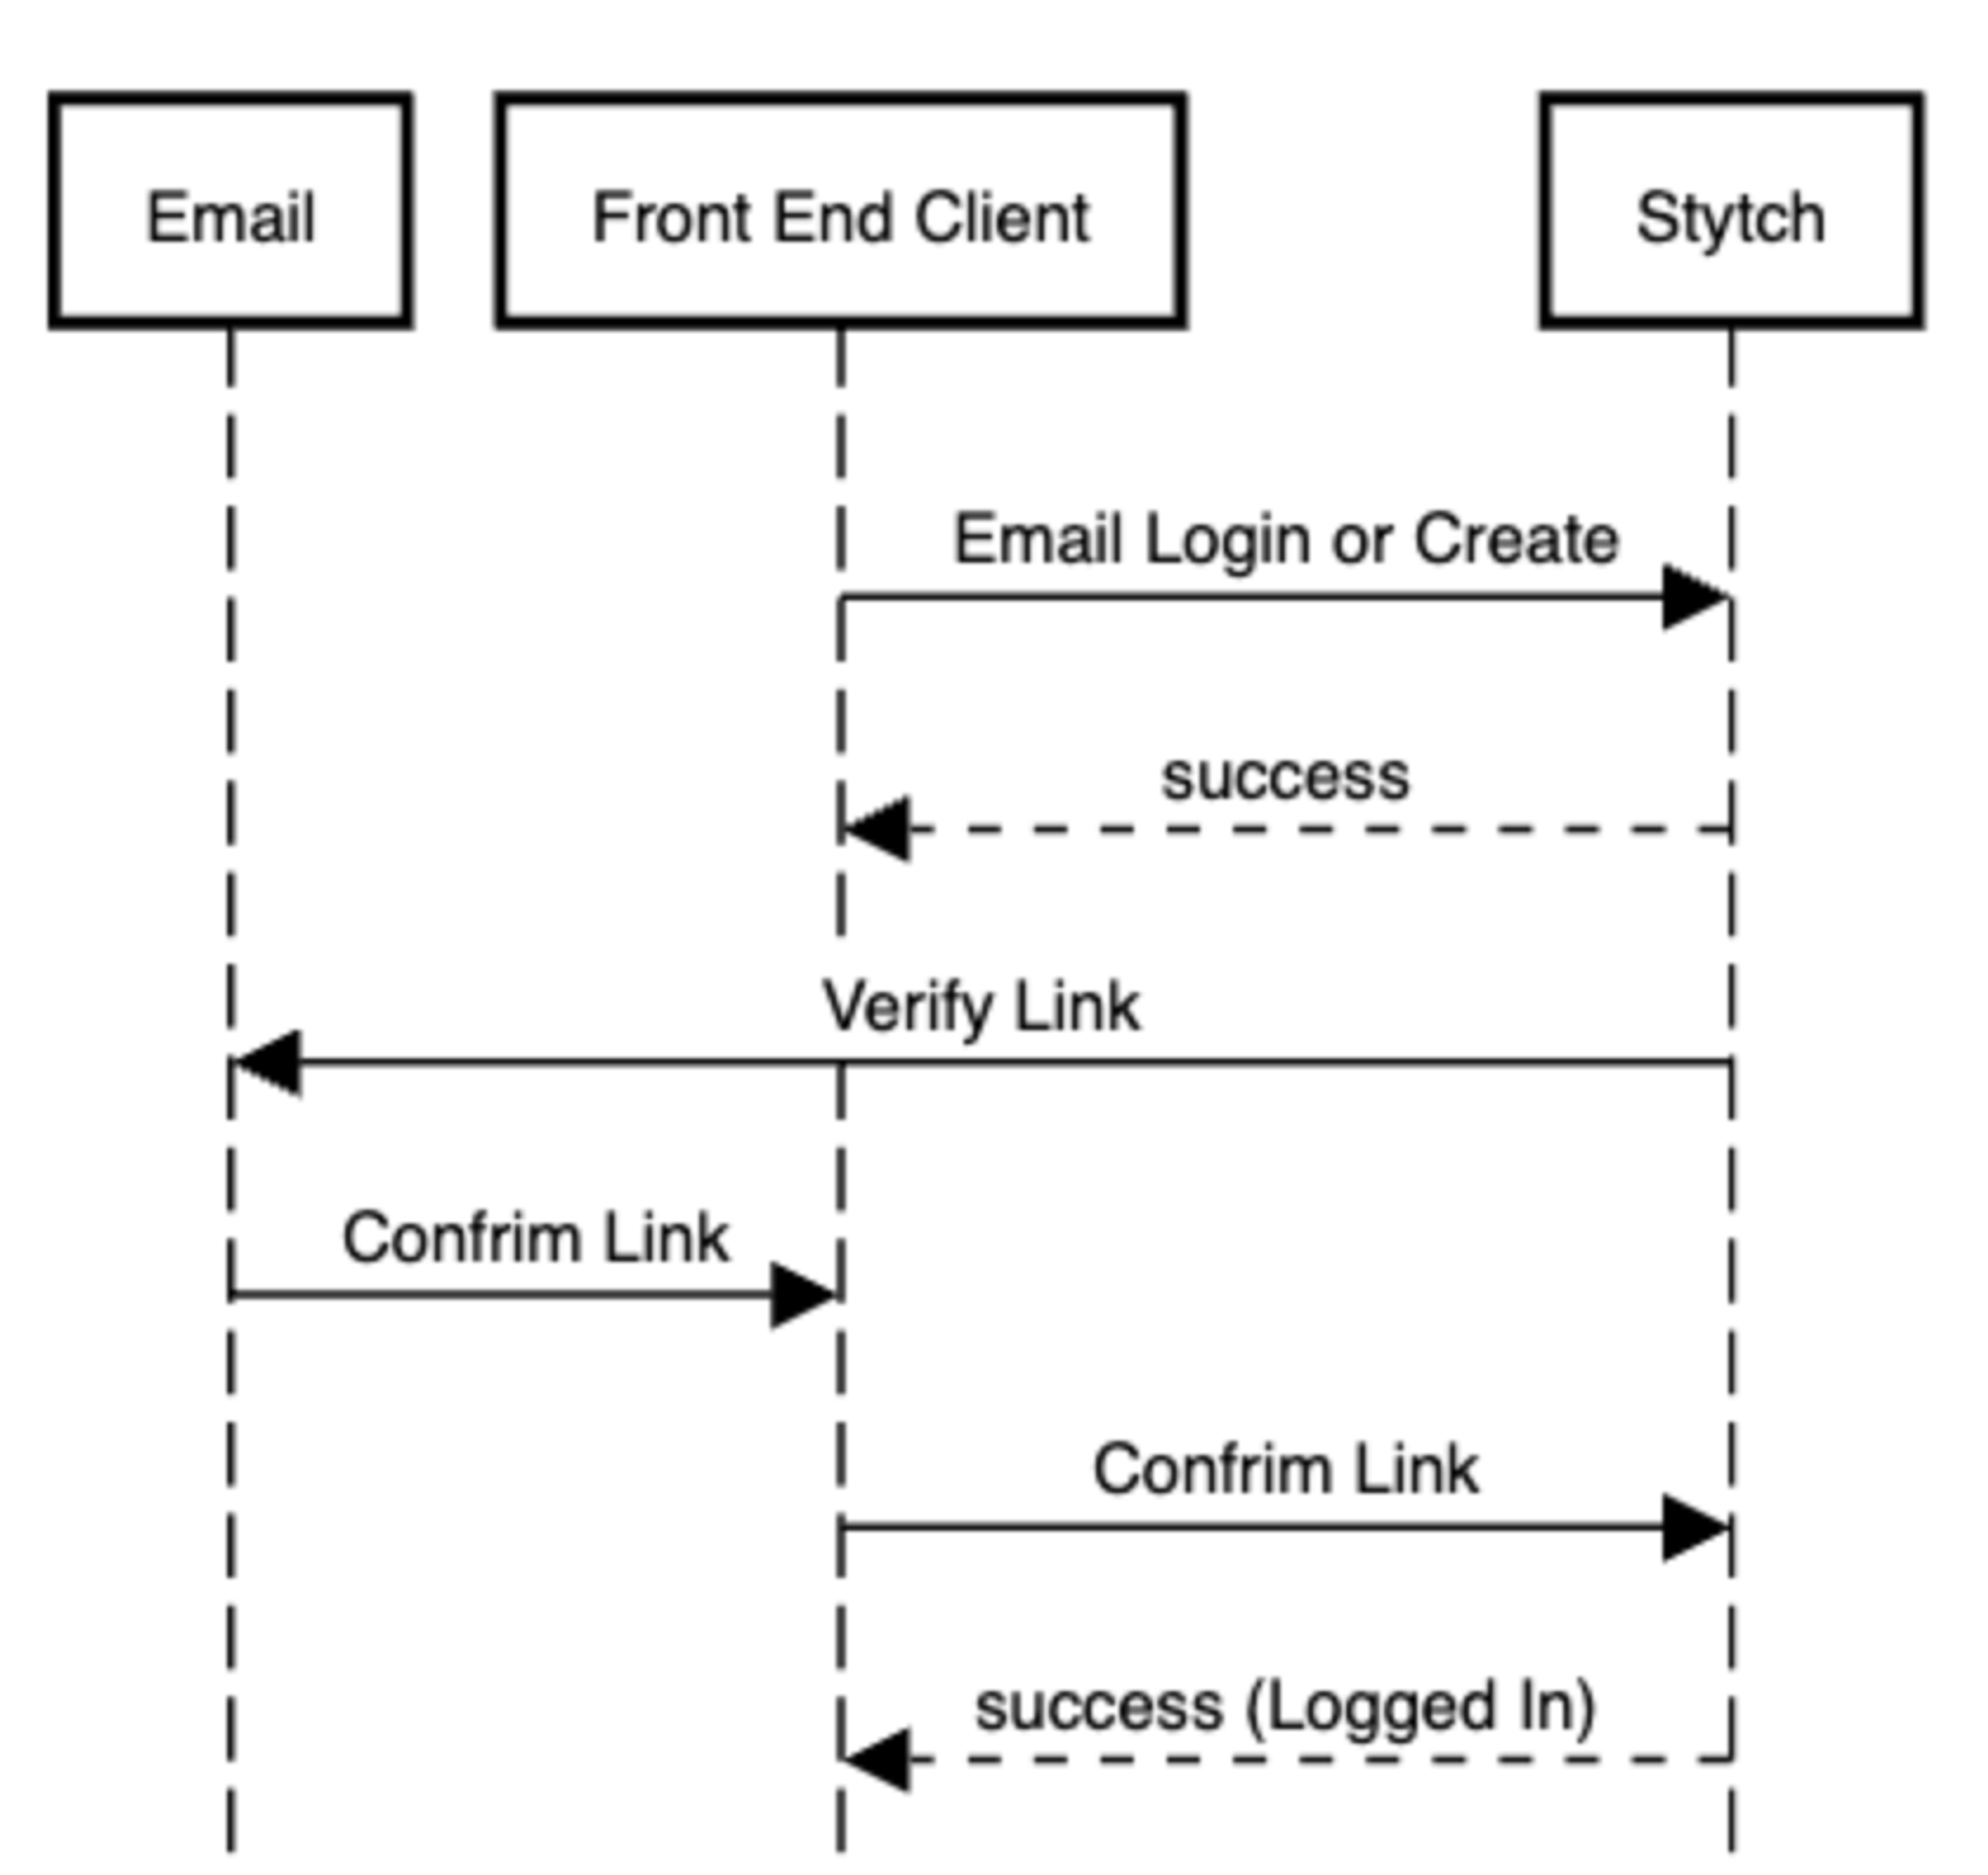 Email
Front End Client
Stytch
Email Login or Create
success
Verify Link
Confrim Link
Confrim Link
success (Logged In)